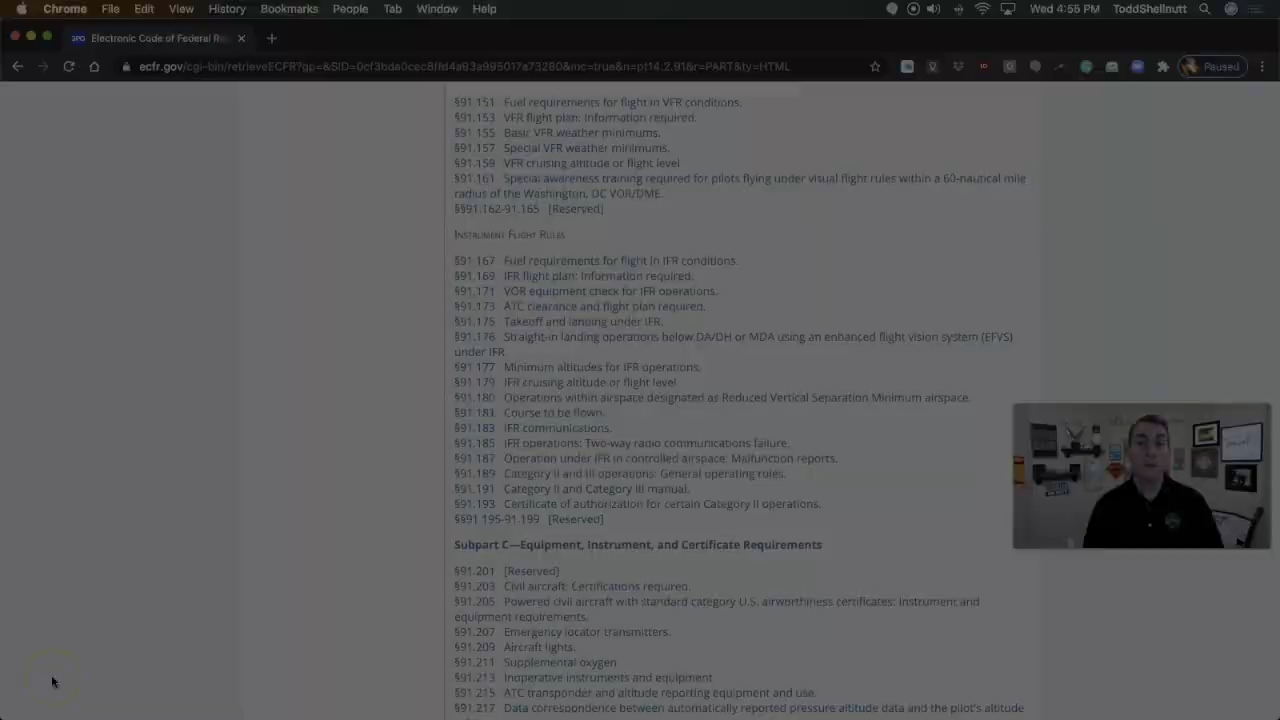 Chrome File Edit View History Bookmarks People Tab Window Help Wed 4:55 PM ToddShellnutt
Electronic Code of Federal Re
ecfr.gov/cgi-bin/retrieveECFR?gp=&SID=0cf3bda0cec8ffd4a93a995017a73280&mc=true&n=pt14.2.91&r=PART&ty=HTML Paused
§91.151 Fuel requirements for flight in VFR conditions.
§91.153 VFR flight plan: Information required.
§91.155 Basic VFR weather minimums.
§91.157 Special VFR weather minimums.
§91.159 VFR cruising altitude or flight level.
§91.161 Special awareness training required for pilots flying under visual flight rules within a 60-nautical mile
radius of the Washington, DC VOR/DME.
§§91.162-91.165 [Reserved]
Instrument Flight Rules
§91.167 Fuel requirements for flight in IFR conditions.
§91.169 IFR flight plan: Information required.
§91.171 VOR equipment check for IFR operations.
§91.173 ATC clearance and flight plan required.
§91.175 Takeoff and landing under IFR.
§91.176 Straight-in landing operations below DA/DH or MDA using an enhanced flight vision system (EFVS)
under IFR.
§91.177 Minimum altitudes for IFR operations.
§91.179 IFR cruising altitude or flight level.
§91.180 Operations within airspace designated as Reduced Vertical Separation Minimum airspace.
§91.181 Course to be flown.
§91.183 IFR communications.
§91.185 IFR operations: Two-way radio communications failure.
§91.187 Operation under IFR in controlled airspace: Malfunction reports.
§91.189 Category II and III operations: General operating rules.
§91.191 Category II and Category III manual.
§91.193 Certificate of authorization for certain Category II operations.
§§91.195-91.199 [Reserved]
Subpart C—Equipment, Instrument, and Certificate Requirements
§91.201 [Reserved]
§91.203 Civil aircraft: Certifications required.
§91.205 Powered civil aircraft with standard category U.S. airworthiness certificates: Instrument and
equipment requirements.
§91.207 Emergency locator transmitters.
§91.209 Aircraft lights.
§91.211 Supplemental oxygen.
§91.213 Inoperative instruments and equipment.
§91.215 ATC transponder and altitude reporting equipment and use.
§91.217 Data correspondence between automatically reported pressure altitude data and the pilot's altitude